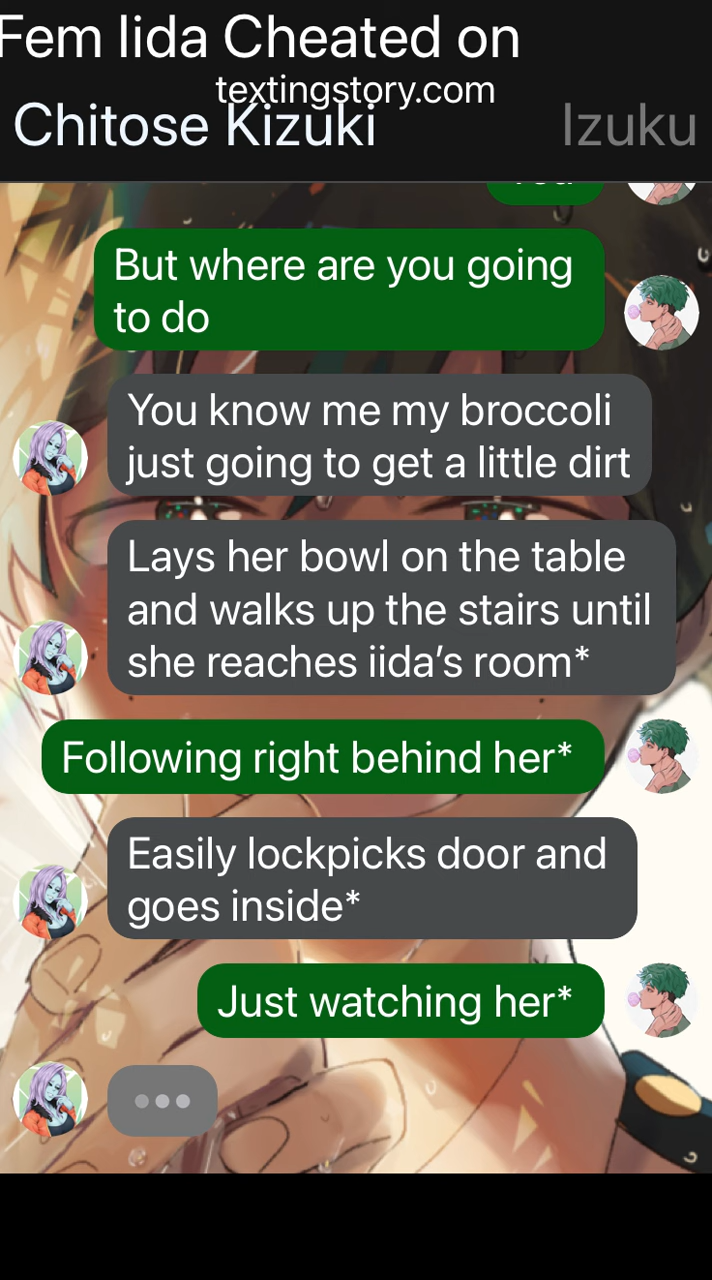 Fem Iida Cheated on
textingstory.com
Chitose Kizuki
Izuku
But where are you going
to do
You know me my broccoli
just going to get a little dirt
Lays her bowl on the table
and walks up the stairs until
she reaches iida’s room*
Following right behind her*
Easily lockpicks door and
goes inside*
Just watching her*